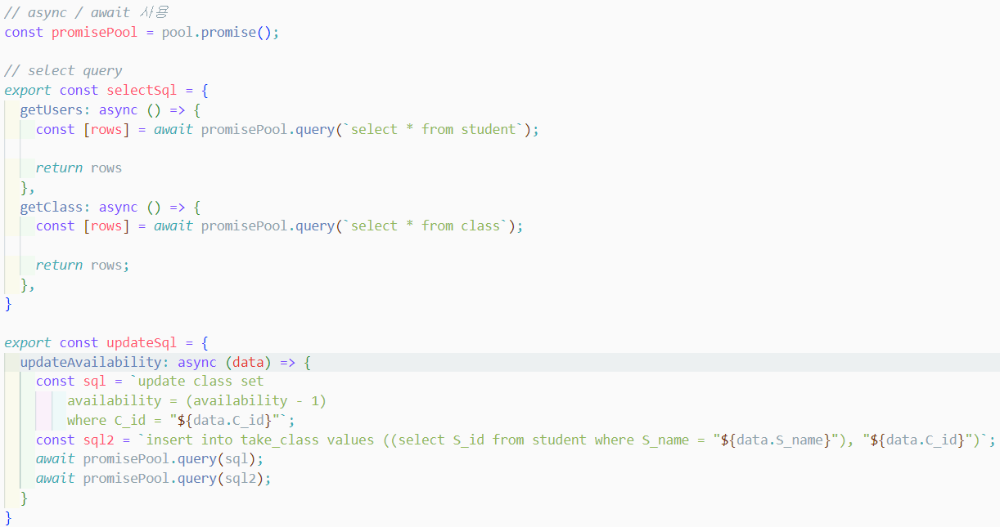 // async / await 사용
const promisePool = pool.promise();
// select query
export const selectSql = {
  getUsers: async () => {
    const [rows] = await promisePool.query(`select * from student`);
    return rows
  },
  getClass: async () => {
    const [rows] = await promisePool.query(`select * from class`);
    return rows;
  },
}
export const updateSql = {
  updateAvailability: async (data) => {
    const sql = `update class set
        availability = (availability - 1)
        where C_id = "${data.C_id}"`;
    const sql2 = `insert into take_class values ((select S_id from student where S_name = "${data.S_name}"), "${data.C_id}")`;
    await promisePool.query(sql);
    await promisePool.query(sql2);
  }
}